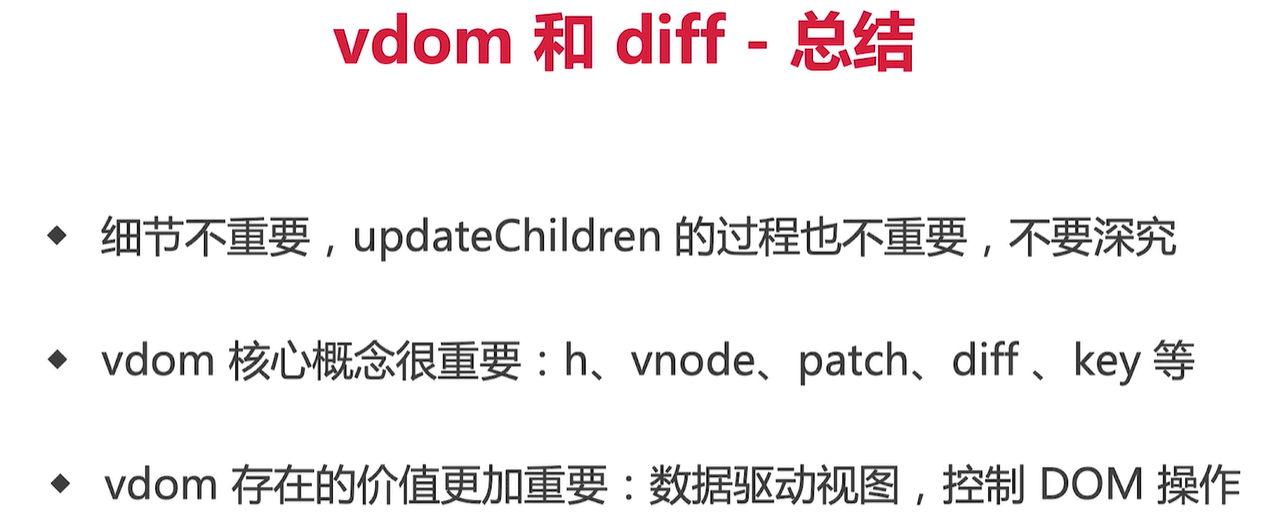 vdom 和 diff - 总结
◆ 细节不重要，updateChildren 的过程也不重要，不要深究
◆ vdom 核心概念很重要：h、vnode、patch、diff 、key 等
◆ vdom 存在的价值更加重要：数据驱动视图，控制 DOM 操作